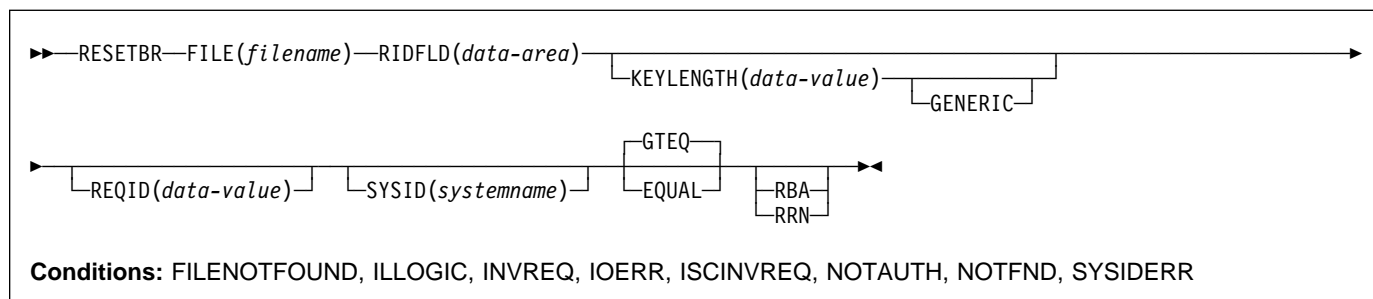 RESETBR FILE(filename) RIDFLD(data-area)
KEYLENGTH(data-value)
GENERIC
GTEQ
REQID(data-value) SYSID(systemname) EQUAL RBA
RRN
Conditions: FILENOTFOUND, ILLOGIC, INVREQ, IOERR, ISCINVREQ, NOTAUTH, NOTFND, SYSIDERR